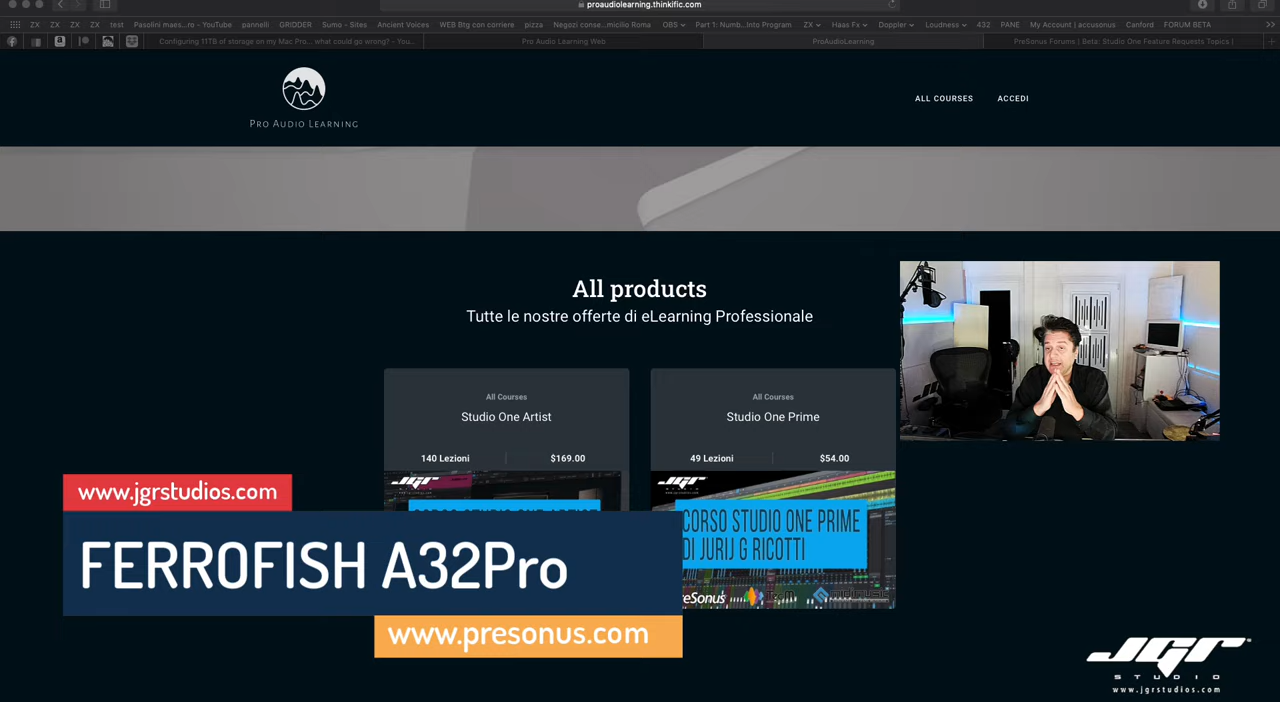 proaudiolearning.thinkific.com
ZX ZX ZX test Pasolini maes...ro - YouTube pannelli GRIDDER Sumo - Sites Ancient Voices WEB Btg con corriere pizza Negozi conse...micilio Roma OBS Part 1: Numb...Into Program ZX Haas Fx Doppler Loudness 432 PANE My Account | accusonus Canford FORUM BETA
Configuring 11TB of storage on my Mac Pro... what could go wrong? - You... Pro Audio Learning Web ProAudioLearning PreSonus Forums | Beta: Studio One Feature Requests Topics |
PRO AUDIO LEARNING
ALL COURSES ACCEDI
All products
Tutte le nostre offerte di eLearning Professionale
All Courses
Studio One Artist
140 Lezioni $169.00
All Courses
Studio One Prime
49 Lezioni $54.00
JGR
STUDIO
CORSO STUDIO ONE PRIME
DI JURIJ G RICOTTI
reSonus
www.jgrstudios.com
FERROFISH A32Pro
www.presonus.com
JGR
STUDIO
www.jgrstudios.com